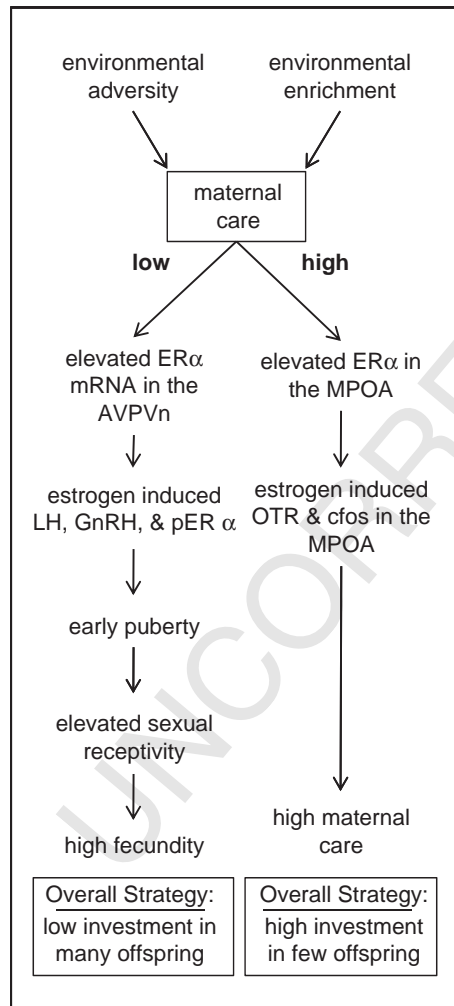 environmental adversity
environmental enrichment
maternal
care
low
high
elevated ERα
mRNA in the
AVPVn
elevated ERα in
the MPOA
estrogen induced
LH, GnRH, & pER α
estrogen induced
OTR & cfos in the
MPOA
early puberty
elevated sexual
receptivity
high fecundity
high maternal
care
Overall Strategy:
low investment in
many offspring
Overall Strategy:
high investment
in few offspring
UNCORRE